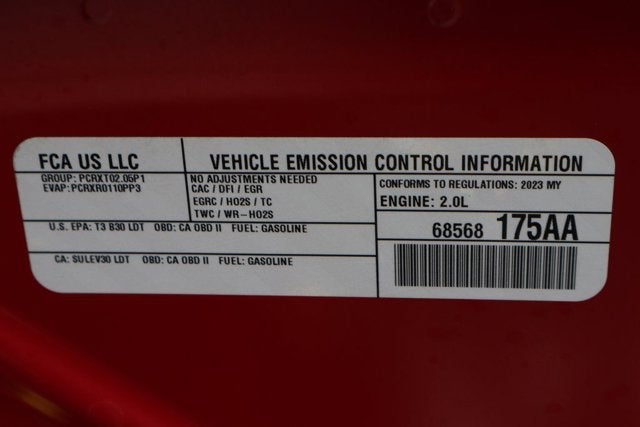 FCA US LLC
VEHICLE EMISSION CONTROL INFORMATION
GROUP: PCRXT02.05P1
EVAP:PCRXR0110PP3
NO ADJUSTMENTS NEEDED
CAC / DFI / EGR
EGRC / HO2S / TC
TWC / WR-HO2S
CONFORMS TO REGULATIONS: 2023 MY
ENGINE: 2.0L
U.S. EPA: T3 B30 LDT OBD: CA OBD II FUEL: GASOLINE
CA: SULEV30 LDT OBD: CA OBD II FUEL: GASOLINE
68568 175AA